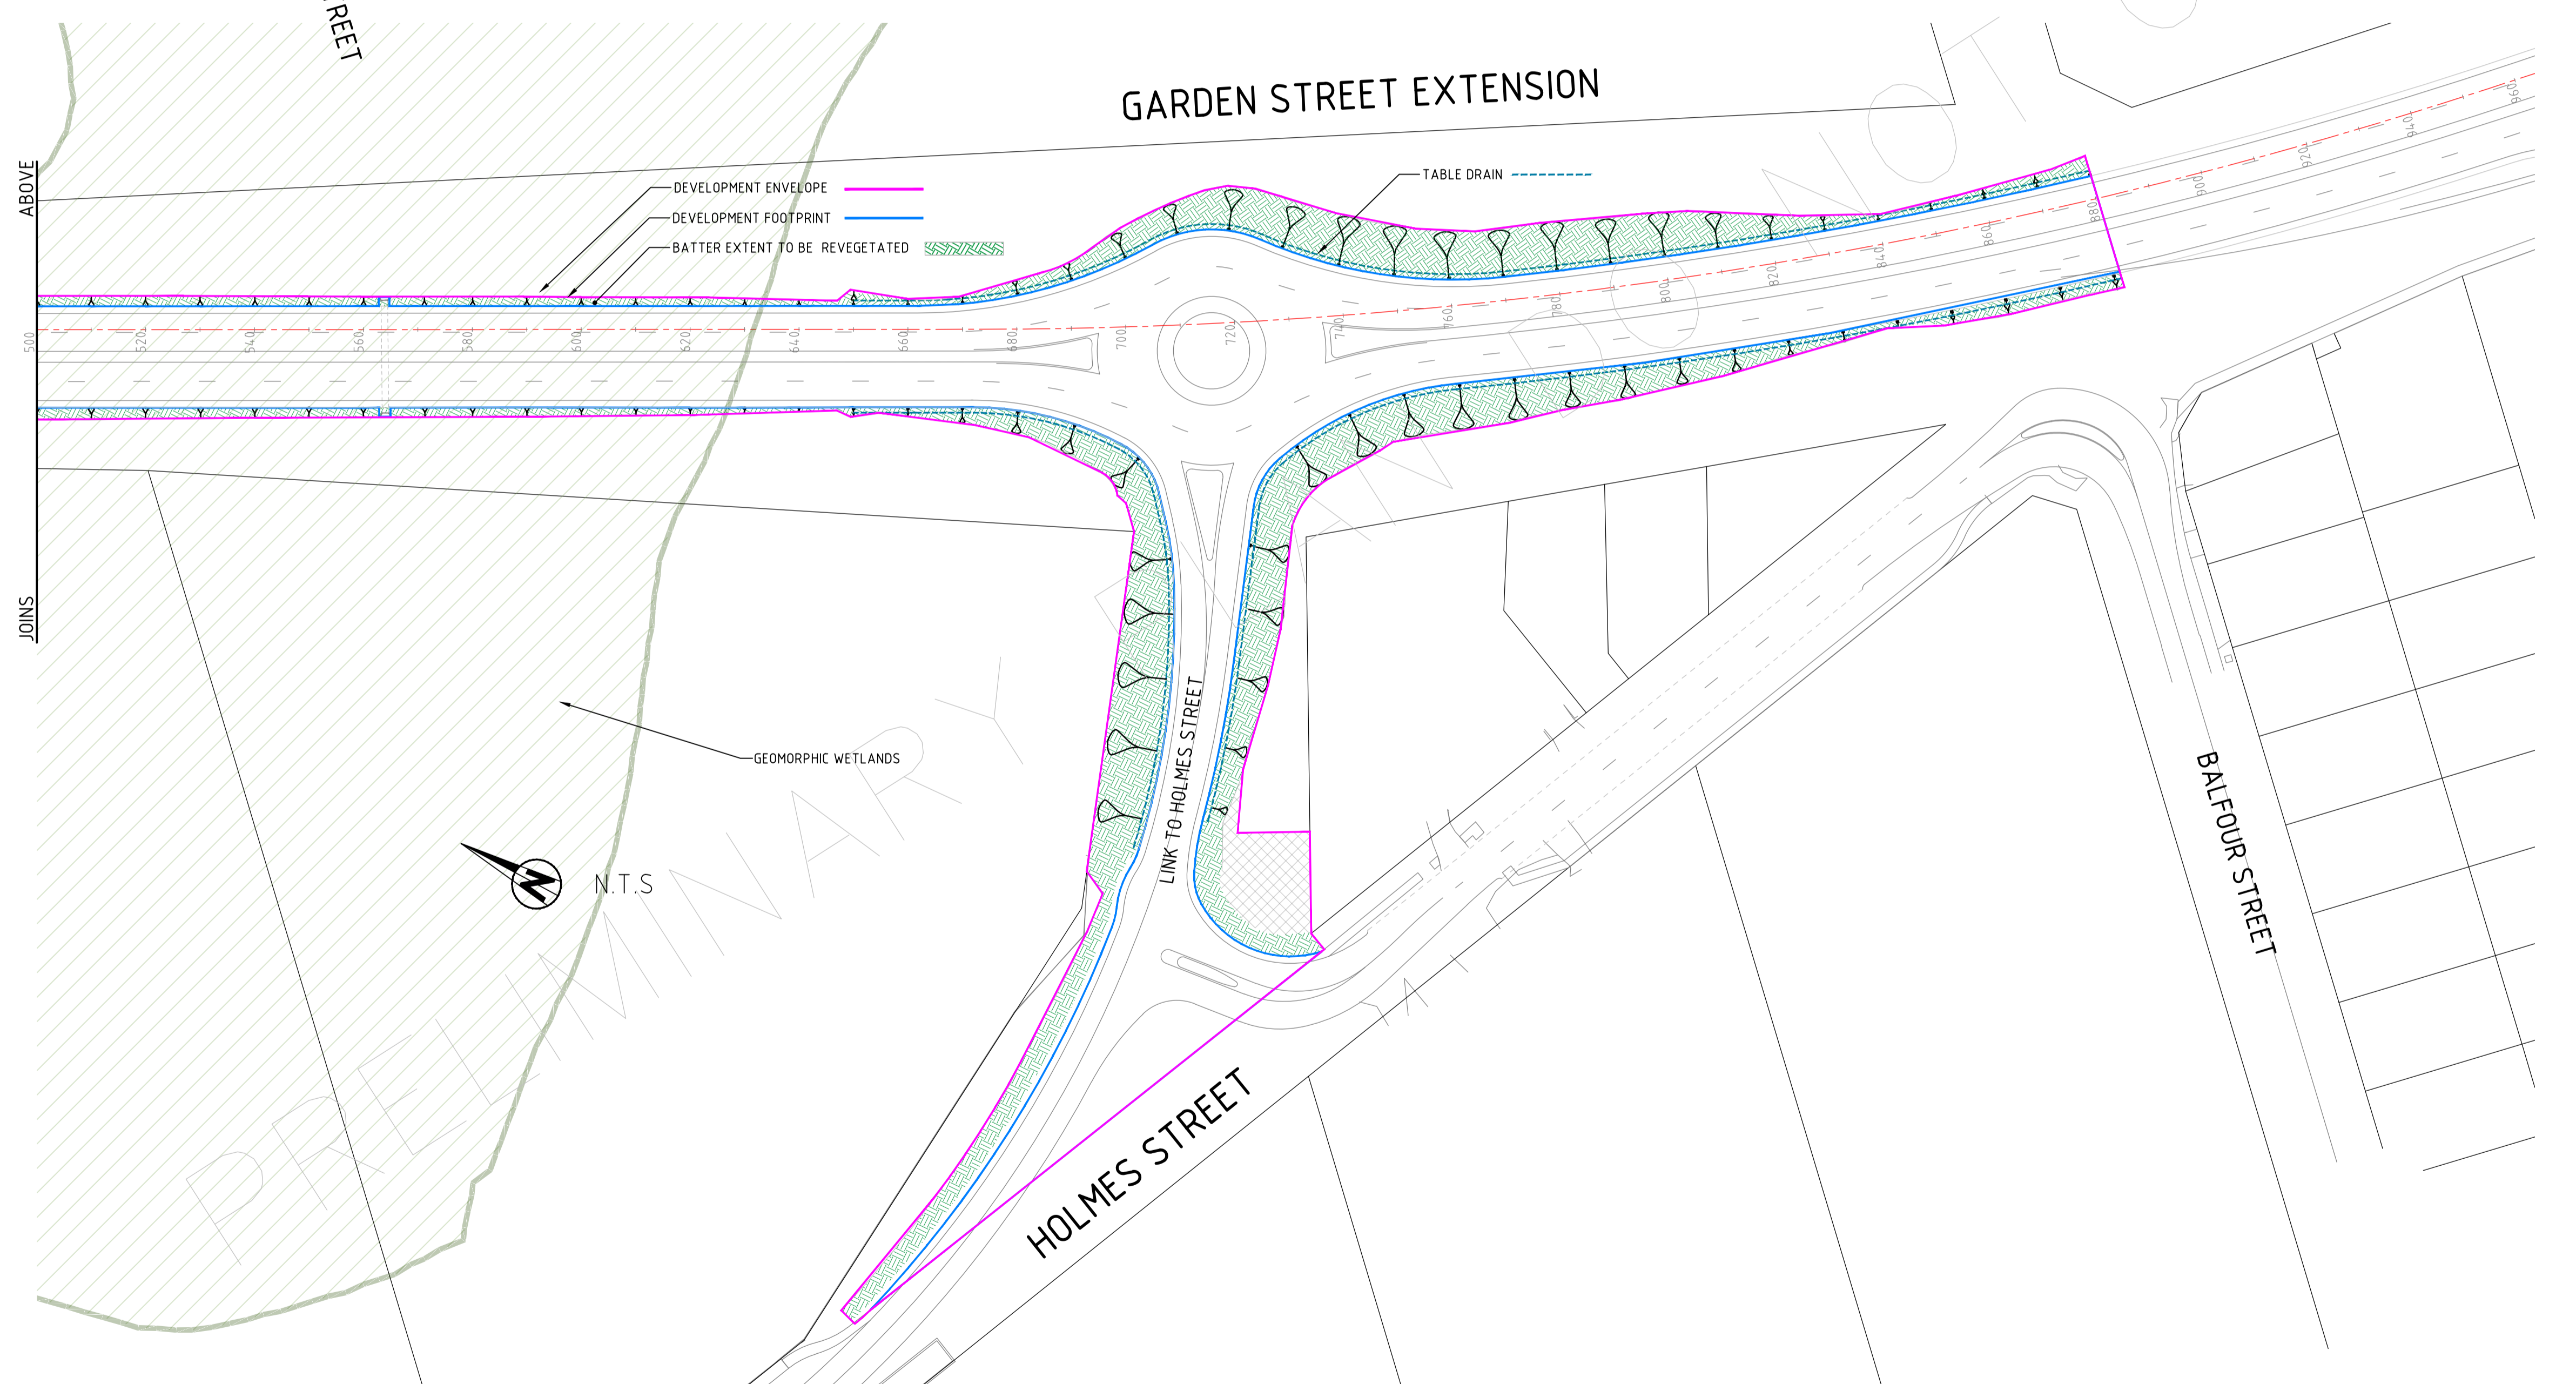 REET
GARDEN STREET EXTENSION
ABOVE
DEVELOPMENT ENVELOPE
DEVELOPMENT FOOTPRINT
BATTER EXTENT TO BE REVEGETATED
TABLE DRAIN
500
520
540
560
580
600
620
640
660
680
700
720
740
760
780
800
820
840
860
880
900
920
940
960
JOINS
LINK TO HOLMES STREET
GEOMORPHIC WETLANDS
N
N.T.S
BALFOUR STREET
HOLMES STREET
PRELIMINARY